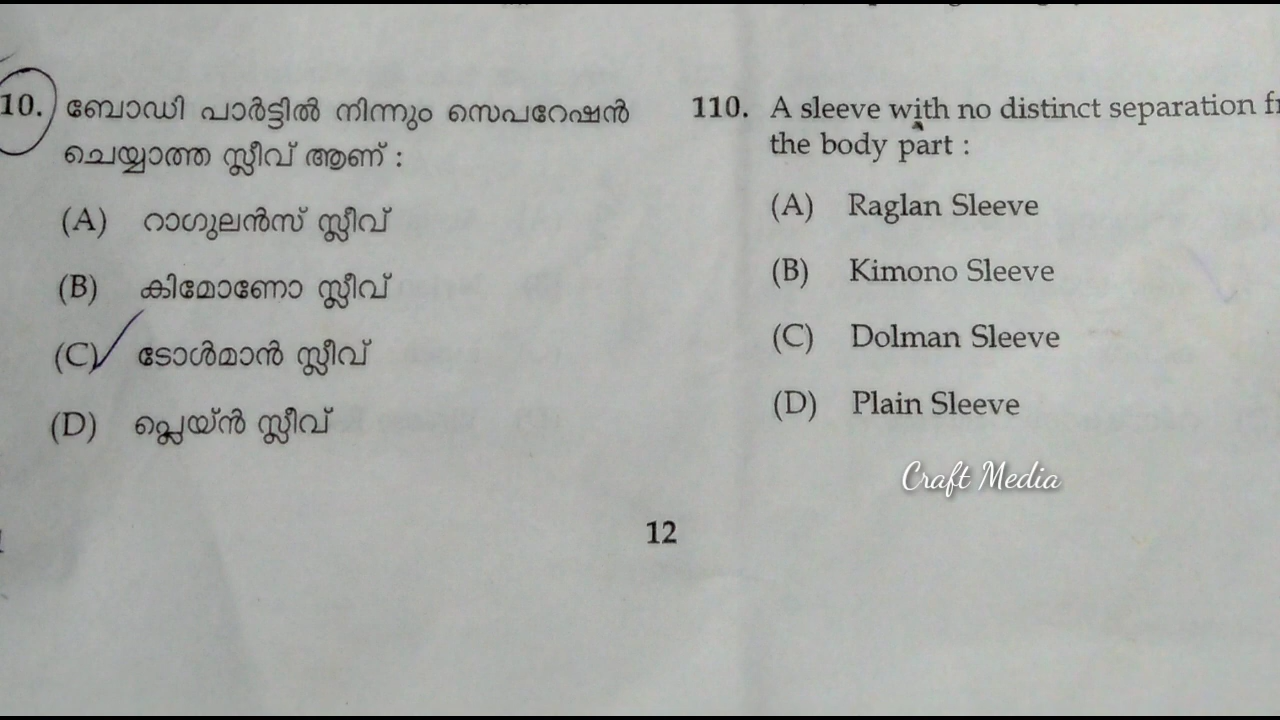 10. ബോഡി പാർട്ടിൽ നിന്നും സെപറേഷൻ
ചെയ്യാത്ത സ്ലീവ് ആണ് :
(A) റാഗുലൻസ് സ്ലീവ്
(B) കിമോണോ സ്ലീവ്
(C) ടോൾമാൻ സ്ലീവ്
(D) പ്ലെയ്ൻ സ്ലീവ്
110. A sleeve with no distinct separation
the body part :
(A) Raglan Sleeve
(B) Kimono Sleeve
(C) Dolman Sleeve
(D) Plain Sleeve
Craft Media
12